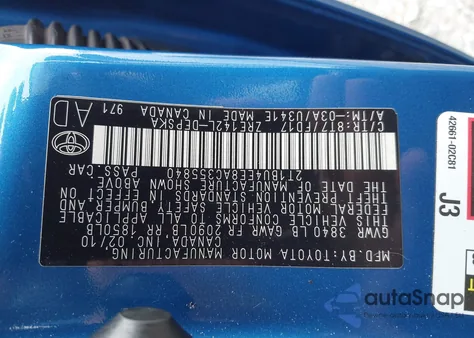 MFD.BY:TOYOTA MOTOR MANUFACTURING
CANADA, INC. 02/10
GVWR 3840 LB GAWR FR 2090LB RR 1850LB
THIS VEHICLE CONFORMS TO ALL APPLICABLE
FEDERAL MOTOR VEHICLE SAFETY, BUMPER AND
THEFT PREVENTION STANDARDS IN EFFECT ON
THE DATE OF MANUFACTURE SHOWN ABOVE.
2T1BU4EE8AC355840 PASS.CAR
ZRE142L-DEPSKA
C/TR:8T7/FD17
A/TM:-03A/U341E MADE IN CANADA
971
AD
42661-02C81
J3
autoSnap